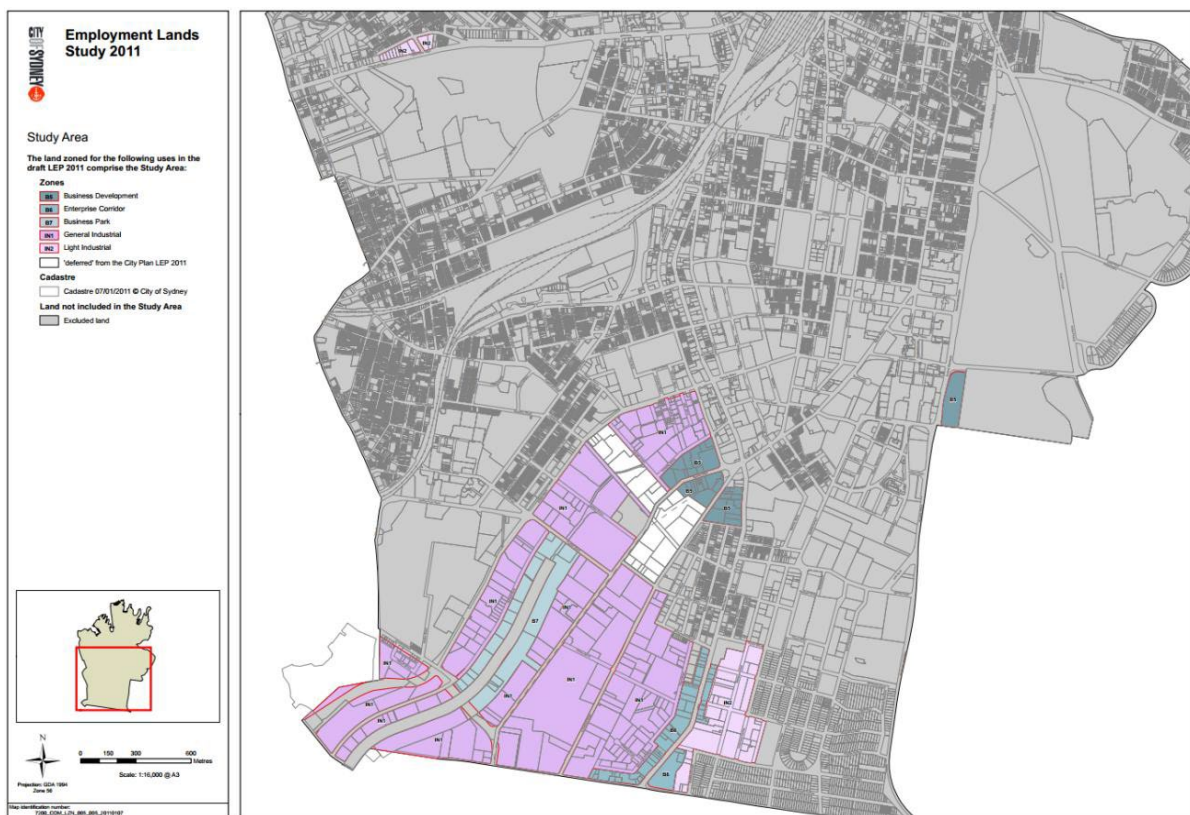 CITY OF SYDNEY
Employment Lands
Study 2011
Study Area
The land zoned for the following uses in the
draft LEP 2011 comprise the Study Area:
Zones
B5 Business Development
B6 Enterprise Corridor
B7 Business Park
IN1 General Industrial
IN2 Light Industrial
'deferred' from the City Plan LEP 2011
Cadastre
Cadastre 07/01/2011 © City of Sydney
Land not included in the Study Area
Excluded land
N
0 150 300 600
Metres
Scale: 1:16,000 @ A3
Projection: GDA 1994
Zone 56
Map identification number:
IN2
IN2
B5
IN1
B5
B5
B5
IN1
IN1
IN1
B7
IN1
IN1
IN1
IN1
IN2
IN1
IN1
B6
IN1
B6